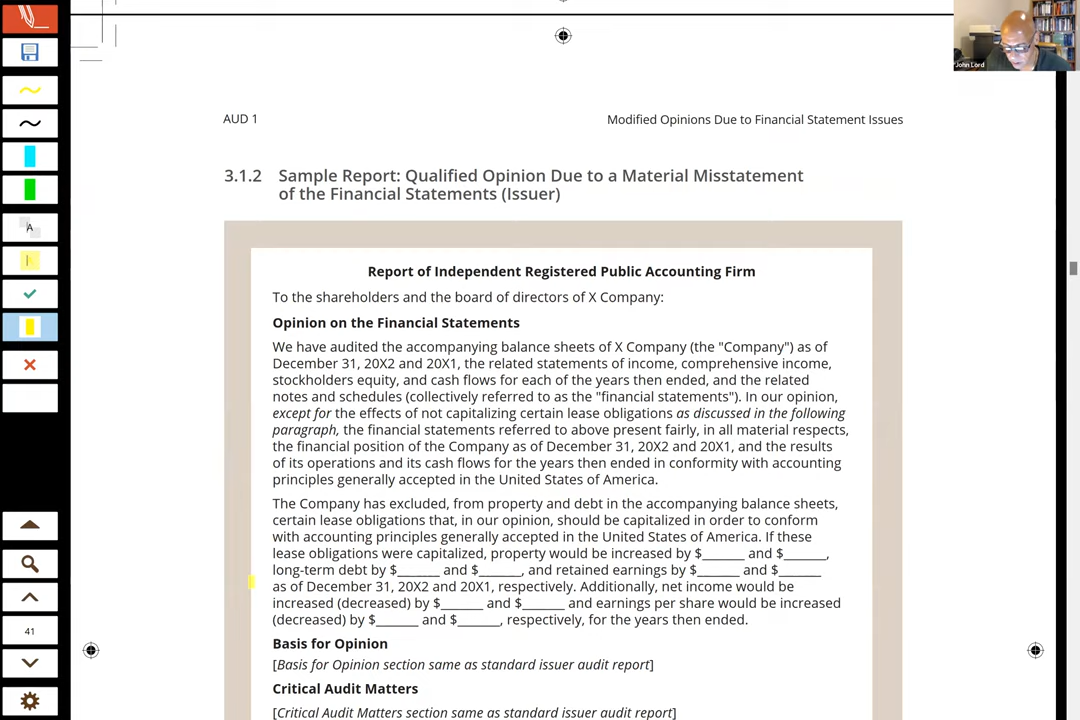 John Lord
AUD 1
Modified Opinions Due to Financial Statement Issues
3.1.2 Sample Report: Qualified Opinion Due to a Material Misstatement
of the Financial Statements (Issuer)
Report of Independent Registered Public Accounting Firm
To the shareholders and the board of directors of X Company:
Opinion on the Financial Statements
We have audited the accompanying balance sheets of X Company (the "Company") as of
December 31, 20X2 and 20X1, the related statements of income, comprehensive income,
stockholders equity, and cash flows for each of the years then ended, and the related
notes and schedules (collectively referred to as the "financial statements"). In our opinion,
except for the effects of not capitalizing certain lease obligations as discussed in the following
paragraph, the financial statements referred to above present fairly, in all material respects,
the financial position of the Company as of December 31, 20X2 and 20X1, and the results
of its operations and its cash flows for the years then ended in conformity with accounting
principles generally accepted in the United States of America.
The Company has excluded, from property and debt in the accompanying balance sheets,
certain lease obligations that, in our opinion, should be capitalized in order to conform
with accounting principles generally accepted in the United States of America. If these
lease obligations were capitalized, property would be increased by $______ and $______,
long-term debt by $______ and $______, and retained earnings by $______ and $______
as of December 31, 20X2 and 20X1, respectively. Additionally, net income would be
increased (decreased) by $______ and $______ and earnings per share would be increased
(decreased) by $______ and $______, respectively, for the years then ended.
Basis for Opinion
[Basis for Opinion section same as standard issuer audit report]
Critical Audit Matters
[Critical Audit Matters section same as standard issuer audit report]
A
41